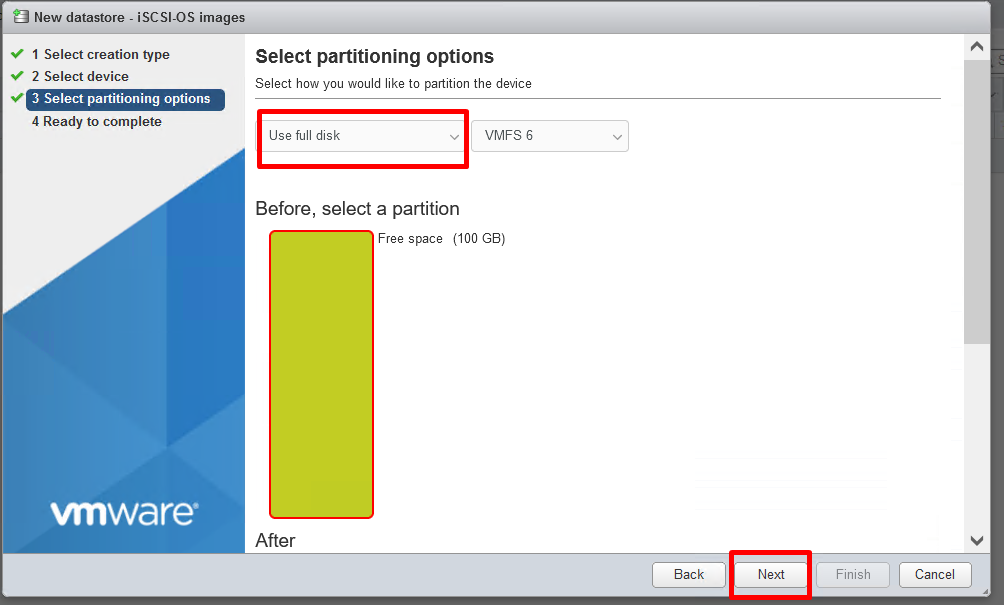 New datastore - iSCSI-OS images
1 Select creation type
2 Select device
3 Select partitioning options
4 Ready to complete
Select partitioning options
Select how you would like to partition the device
Use full disk
VMFS 6
Before, select a partition
Free space (100 GB)
After
vmware®
Back
Next
Finish
Cancel